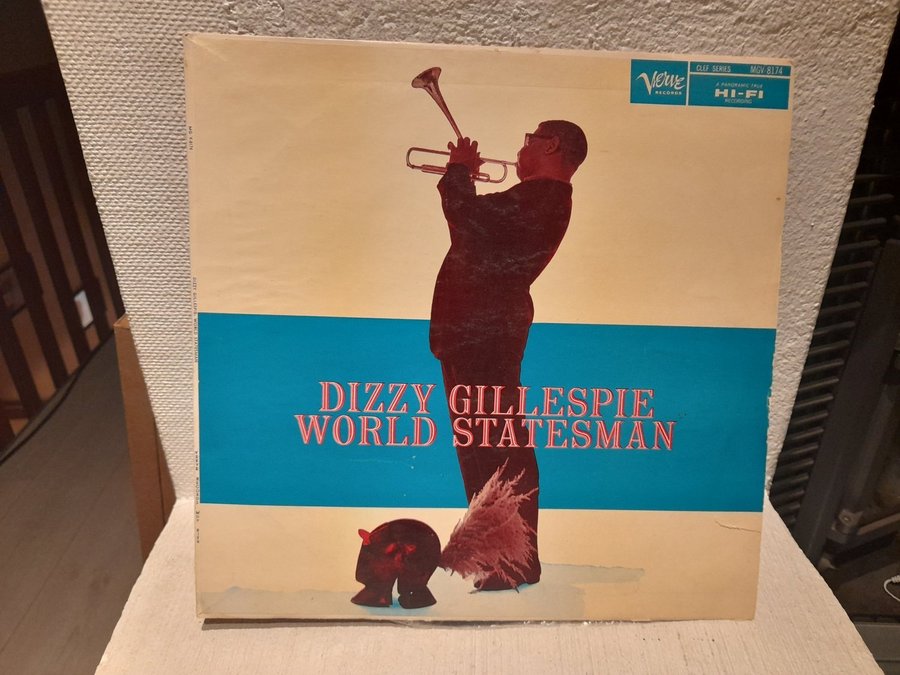 Verve
RECORDS
CLEF SERIES MGV-8174
A PANORAMIC TRUE
HI-FI
RECORDING
DIZZY GILLESPIE
WORLD STATESMAN